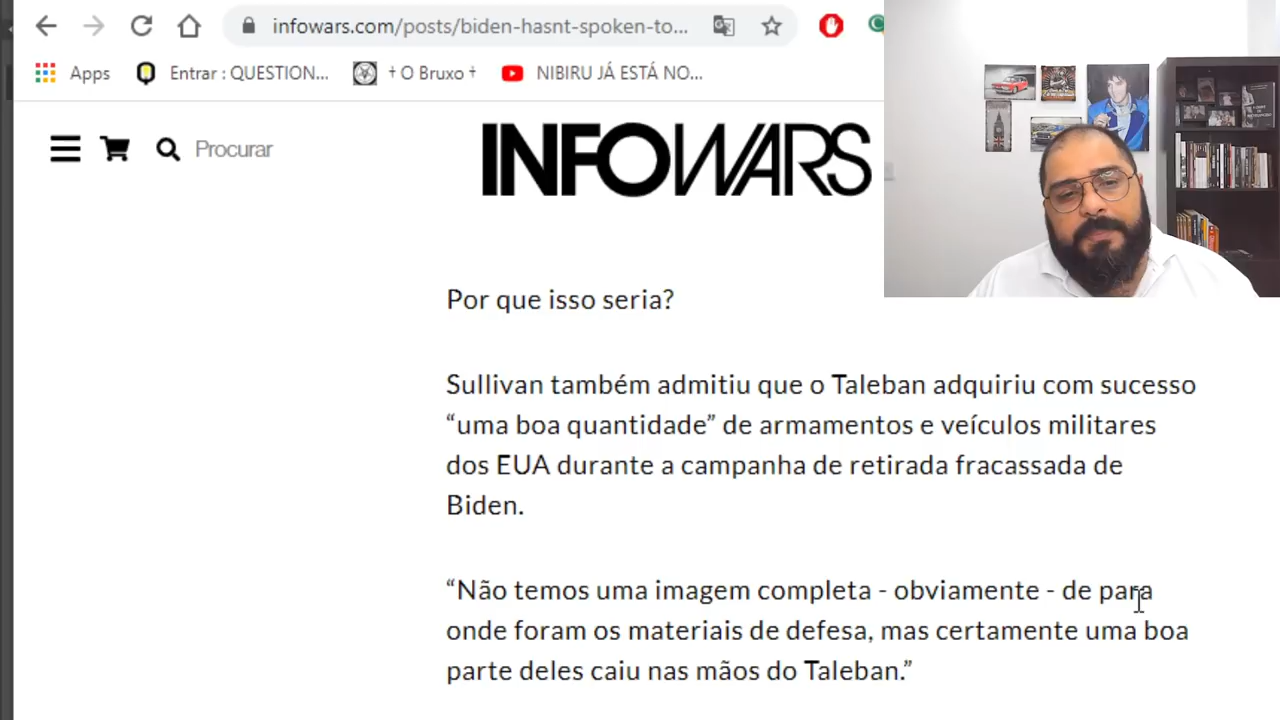 infowars.com/posts/biden-hasnt-spoken-to...
Apps
Entrar : QUESTION...
† O Bruxo †
NIBIRU JÁ ESTÁ NO...
Procurar
INFOWARS
Por que isso seria?
Sullivan também admitiu que o Taleban adquiriu com sucesso
“uma boa quantidade” de armamentos e veículos militares
dos EUA durante a campanha de retirada fracassada de
Biden.
“Não temos uma imagem completa - obviamente - de para
onde foram os materiais de defesa, mas certamente uma boa
parte deles caiu nas mãos do Taleban.”